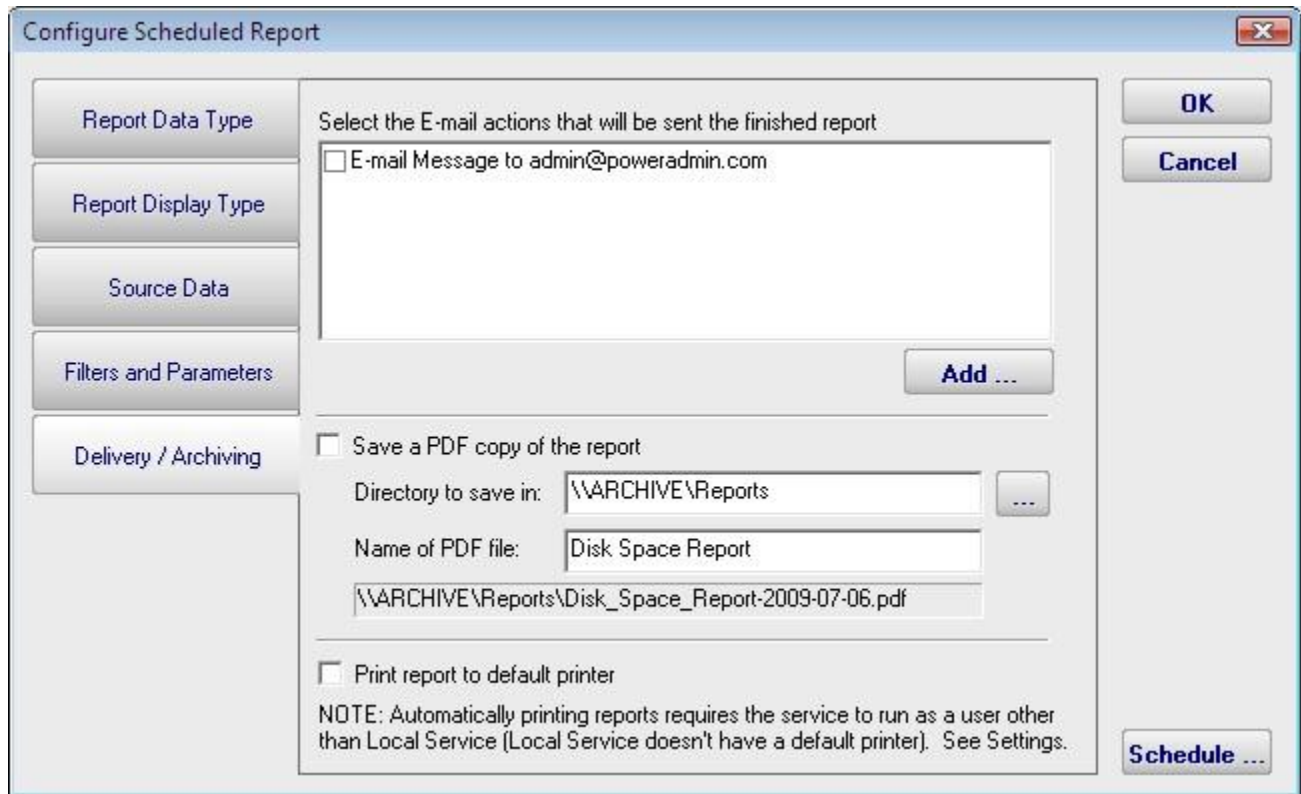 Configure Scheduled Report
Report Data Type
Report Display Type
Source Data
Filters and Parameters
Delivery / Archiving
Select the E-mail actions that will be sent the finished report
E-mail Message to admin@poweradmin.com
Add ...
Save a PDF copy of the report
Directory to save in: \\ARCHIVE\Reports ...
Name of PDF file: Disk Space Report
\\ARCHIVE\Reports\Disk_Space_Report-2009-07-06.pdf
Print report to default printer
NOTE: Automatically printing reports requires the service to run as a user other
than Local Service (Local Service doesn't have a default printer). See Settings.
OK
Cancel
Schedule ...